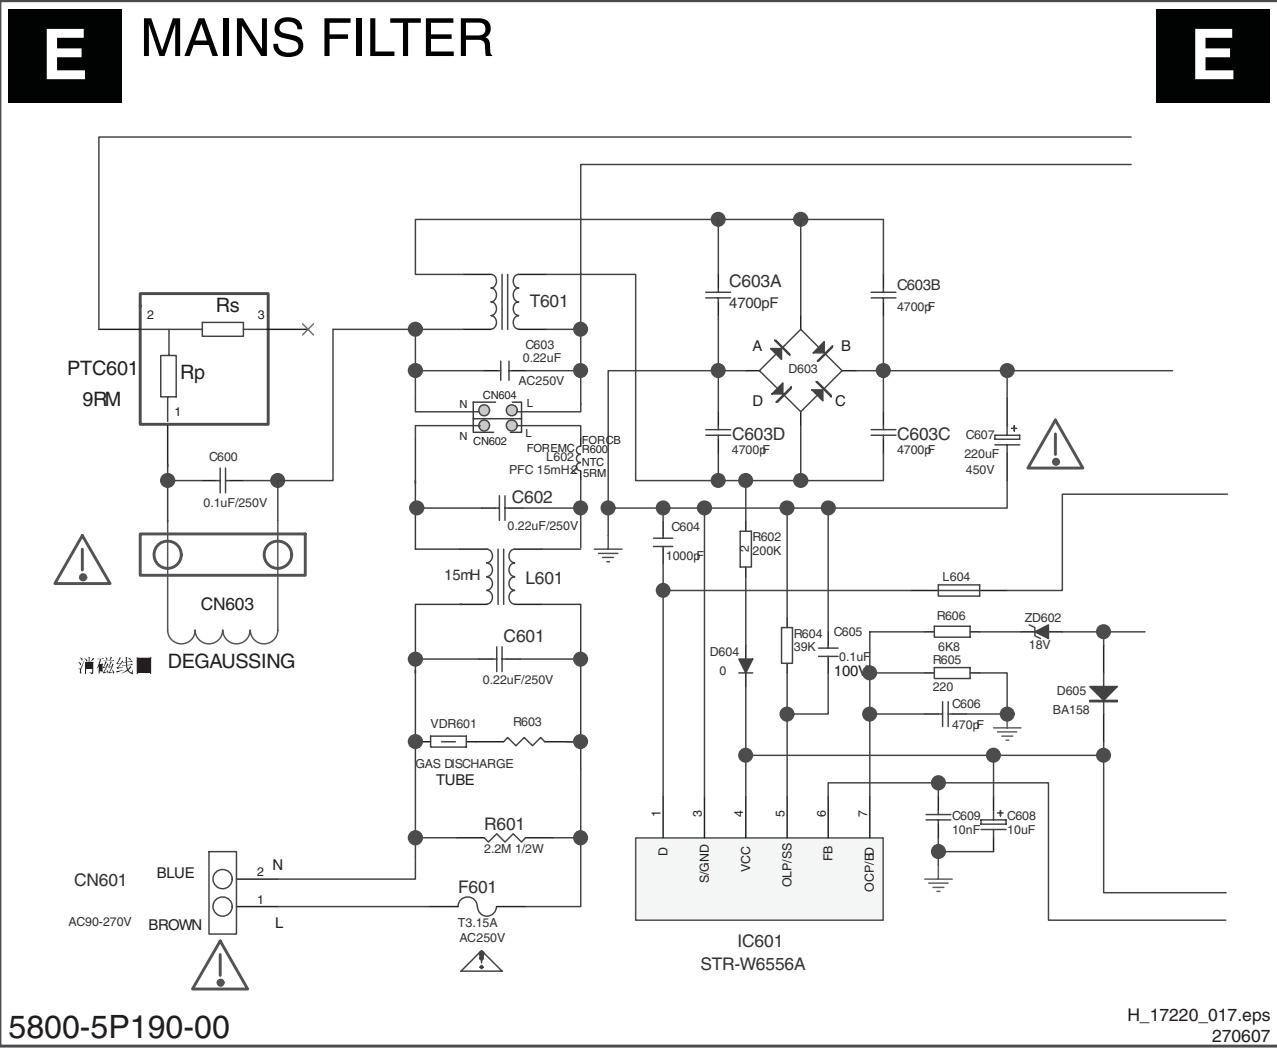 E MAINS FILTER E
T601
C603A
4700pF
C603B
4700pF
Rs
2
3
Rp
1
PTC601
9RM
C603
0.22uF
AC250V
A
B
D603
D
C
N
CN604
L
N
CN602
L
C603D
4700pF
C603C
4700pF
C607
220uF
450V
+
FOREMC
L602
PFC 15mH
FORCB
R600
NTC
5RM
C600
0.1uF/250V
C602
0.22uF/250V
C604
1000pF
R602
200K
2
15mH
L601
L604
CN603
消磁线
DEGAUSSING
C601
0.22uF/250V
D604
0
R604
39K
C605
0.1uF
100V
R606
6K8
ZD602
18V
R605
220
C606
470pF
D605
BA158
VDR601
R603
GAS DISCHARGE
TUBE
R601
2.2M 1/2W
1
3
4
5
6
7
C609
10nF
+
C608
10uF
D
S/GND
VCC
OLP/SS
FB
OCP/BD
CN601
AC90-270V
BLUE
BROWN
2
N
1
L
F601
T3.15A
AC250V
IC601
STR-W6556A
5800-5P190-00
H_17220_017.eps
270607